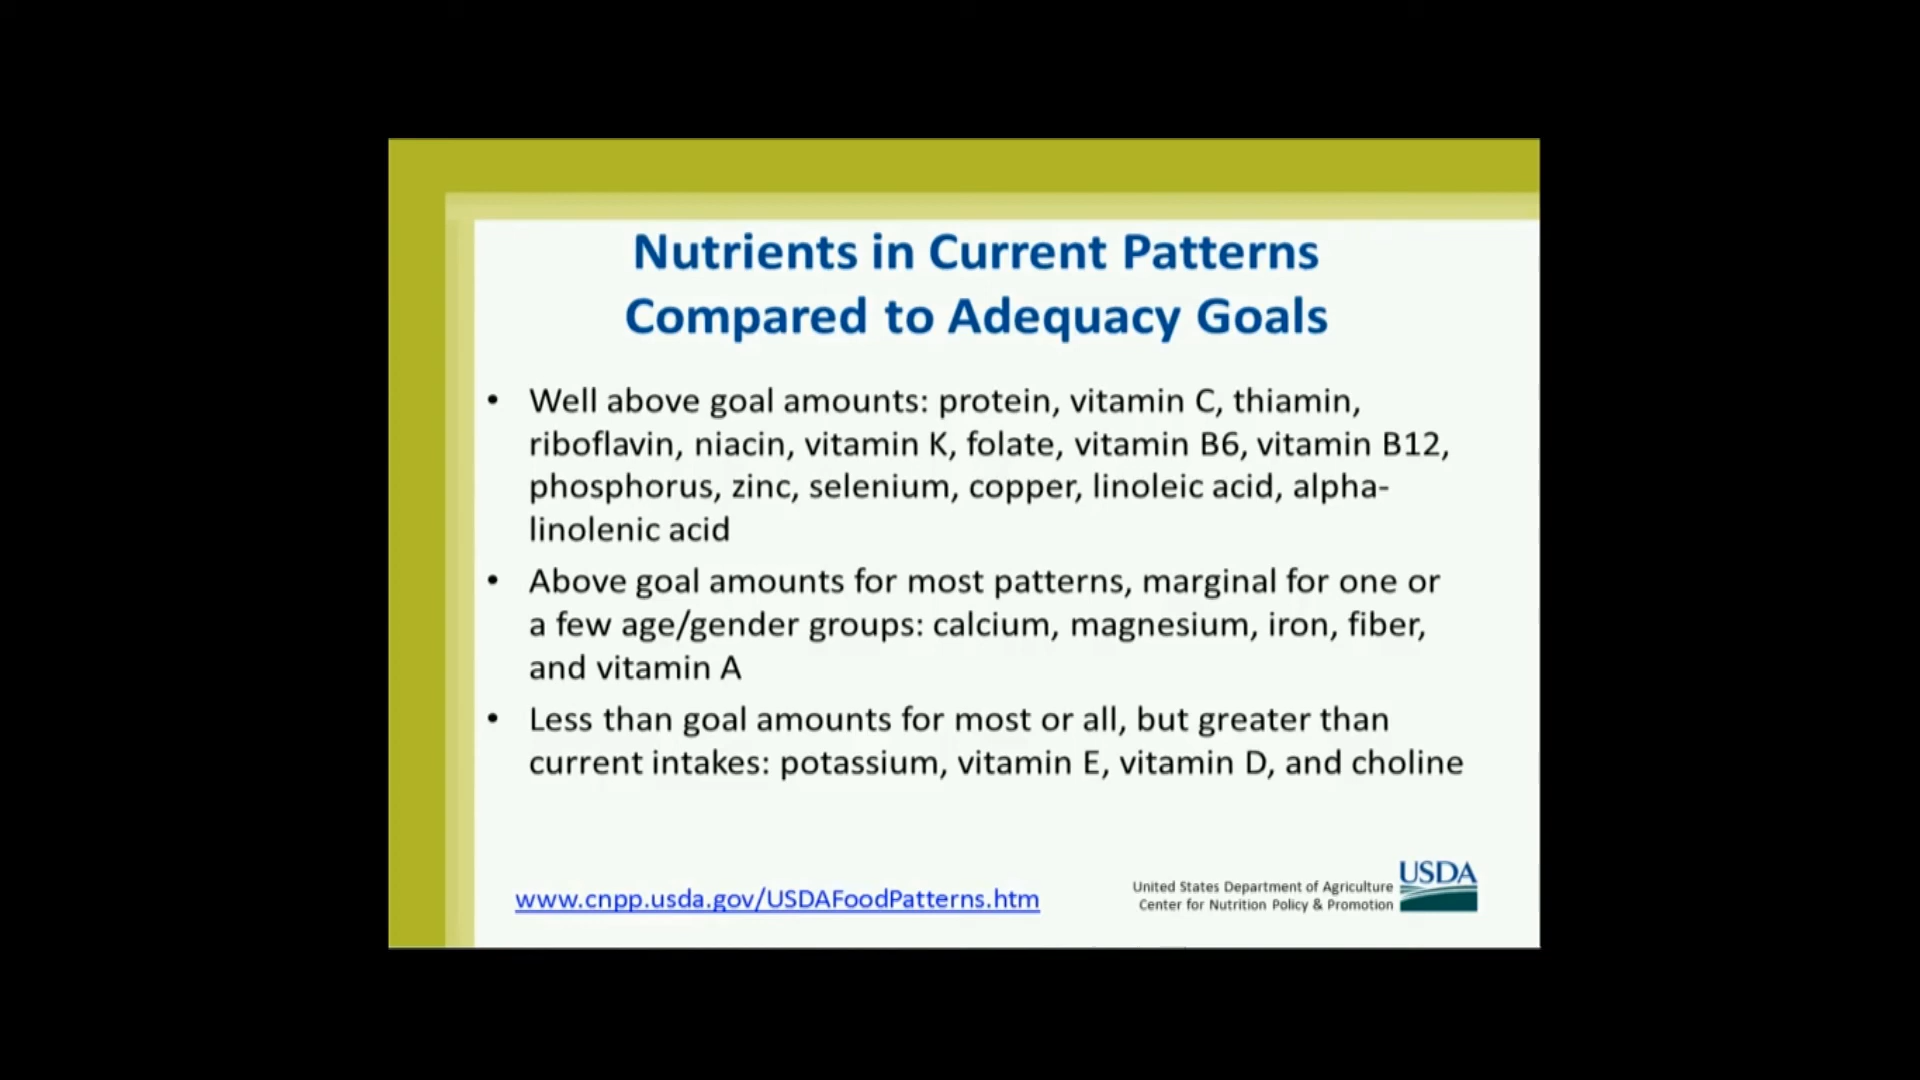 Nutrients in Current Patterns
Compared to Adequacy Goals
• Well above goal amounts: protein, vitamin C, thiamin,
riboflavin, niacin, vitamin K, folate, vitamin B6, vitamin B12,
phosphorus, zinc, selenium, copper, linoleic acid, alpha-
linolenic acid
• Above goal amounts for most patterns, marginal for one or
a few age/gender groups: calcium, magnesium, iron, fiber,
and vitamin A
• Less than goal amounts for most or all, but greater than
current intakes: potassium, vitamin E, vitamin D, and choline
www.cnpp.usda.gov/USDAFoodPatterns.htm
United States Department of Agriculture
Center for Nutrition Policy & Promotion
USDA